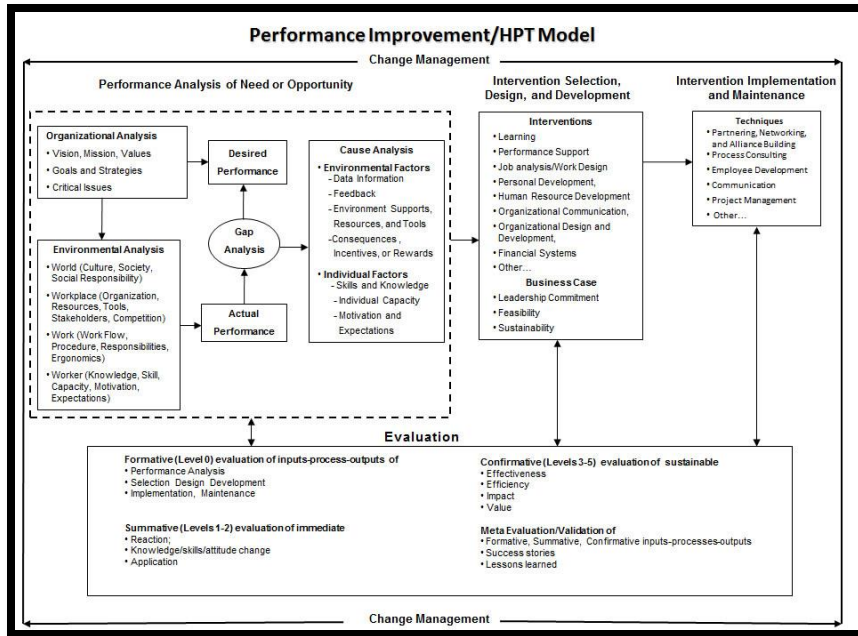 Performance Improvement/HPT Model
Change Management
Performance Analysis of Need or Opportunity
Organizational Analysis
• Vision, Mission, Values
• Goals and Strategies
• Critical Issues
Environmental Analysis
• World (Culture, Society,
Social Responsibility)
• Workplace (Organization,
Resources, Tools,
Stakeholders, Competition)
• Work (Work Flow,
Procedure, Responsibilities,
Ergonomics)
• Worker (Knowledge, Skill,
Capacity, Motivation,
Expectations)
Desired
Performance
Gap
Analysis
Actual
Performance
Cause Analysis
• Environmental Factors
- Data Information
- Feedback
- Environment Supports,
Resources, and Tools
-Consequences ,
Incentives, or Rewards
• Individual Factors
- Skills and Knowledge
- Individual Capacity
- Motivation and
Expectations
Intervention Selection,
Design, and Development
Interventions
• Learning
• Performance Support
• Job analysis/Work Design
• Personal Development,
• Human Resource Development
• Organizational Communication,
• Organizational Design and
Development,
• Financial Systems
• Other…
Business Case
• Leadership Commitment
• Feasibility
• Sustainability
Intervention Implementation
and Maintenance
Techniques
• Partnering, Networking,
and Alliance Building
• Process Consulting
• Employee Development
• Communication
• Project Management
• Other…
Evaluation
Formative (Level 0) evaluation of inputs-process-outputs of
• Performance Analysis
• Selection Design Development
• Implementation, Maintenance
Summative (Levels 1-2) evaluation of immediate
• Reaction;
• Knowledge/skills/attitude change
• Application
Confirmative (Levels 3-5) evaluation of sustainable
• Effectiveness
• Efficiency
• Impact
• Value
Meta Evaluation/Validation of
• Formative, Summative, Confirmative inputs-processes-outputs
• Success stories
• Lessons learned
Change Management